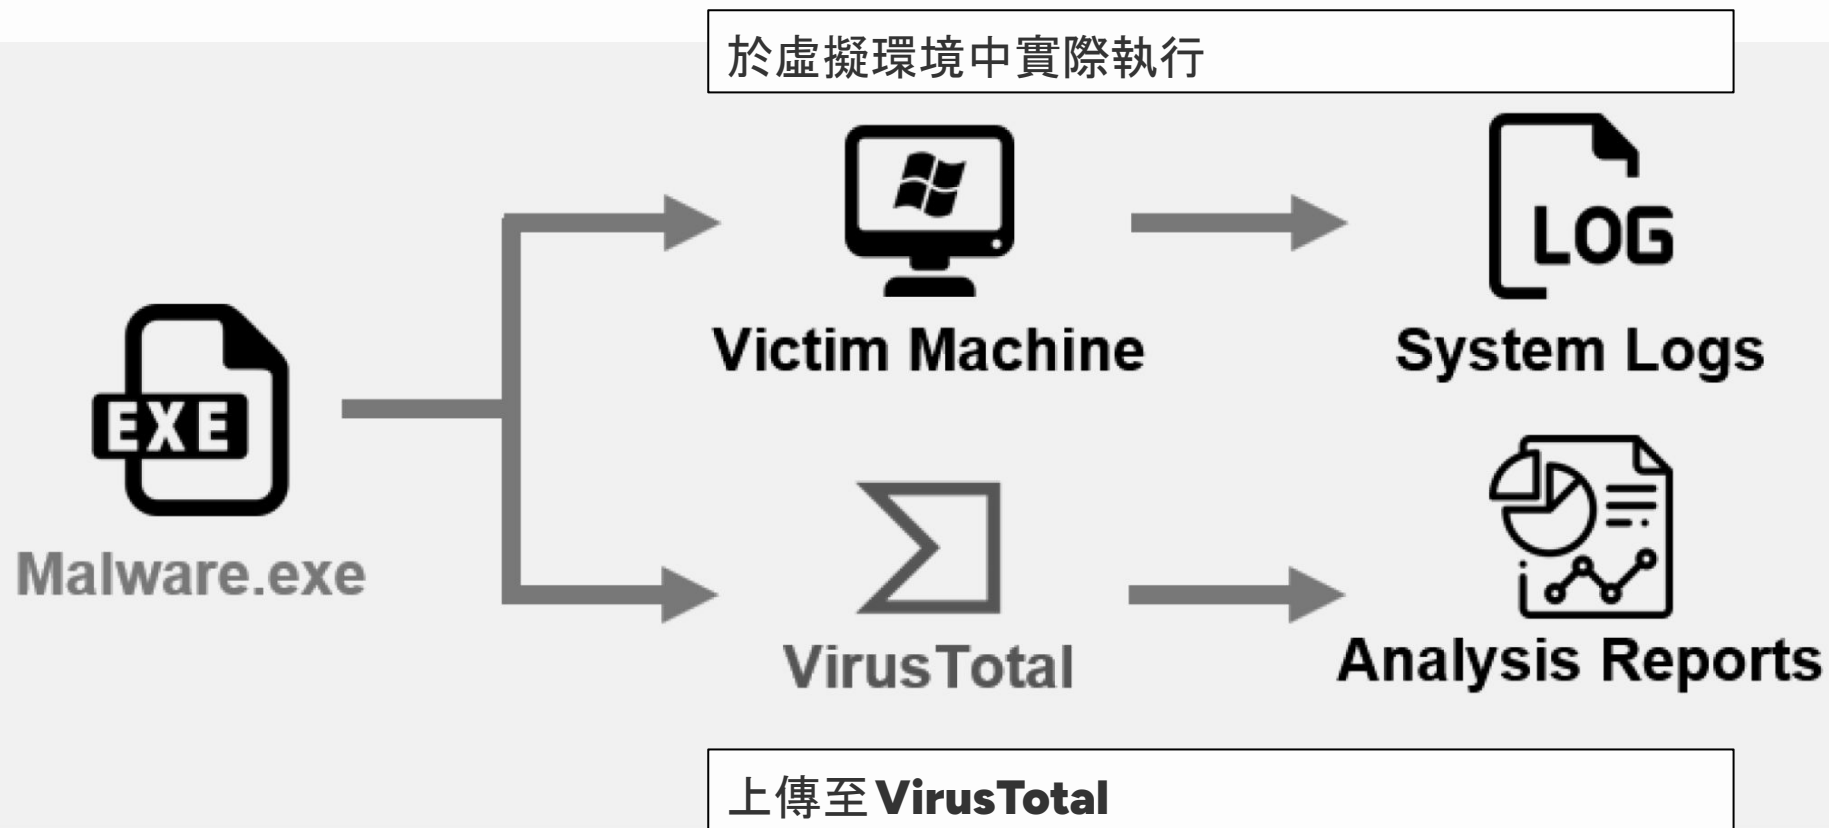 於虛擬環境中實際執行
LOG
Victim Machine
System Logs
EXE
Malware.exe
VirusTotal
Analysis Reports
上傳至VirusTotal